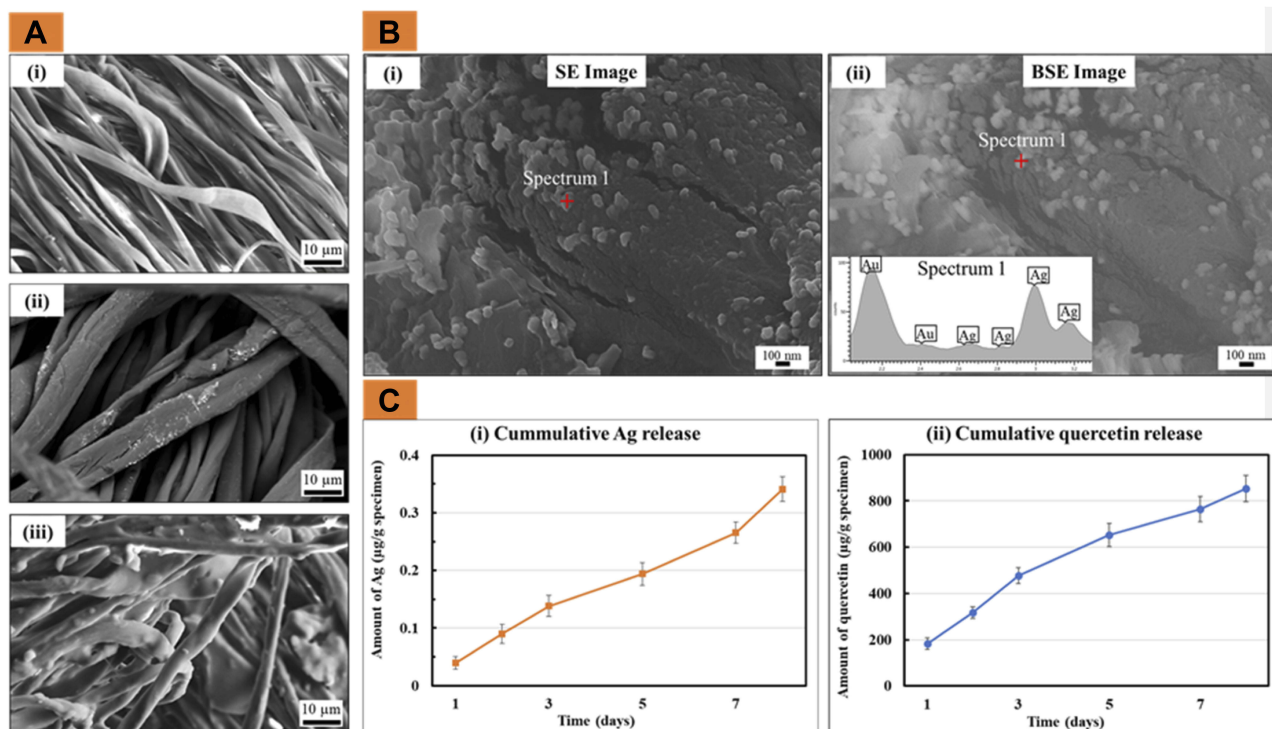 A
(i)
10 µm
(ii)
10 µm
(iii)
10 µm
B
(i)
SE Image
Spectrum 1
100 nm
(ii)
BSE Image
Spectrum 1
Spectrum 1
Au
Au
Ag
Ag
Ag
Ag
100 nm
C
(i) Cummulative Ag release
Amount of Ag (µg/g specimen)
0.4
0.3
0.2
0.1
0
1
3
5
7
Time (days)
(ii) Cumulative quercetin release
Amount of quercetin (µg/g specimen)
1000
800
600
400
200
0
1
3
5
7
Time (days)